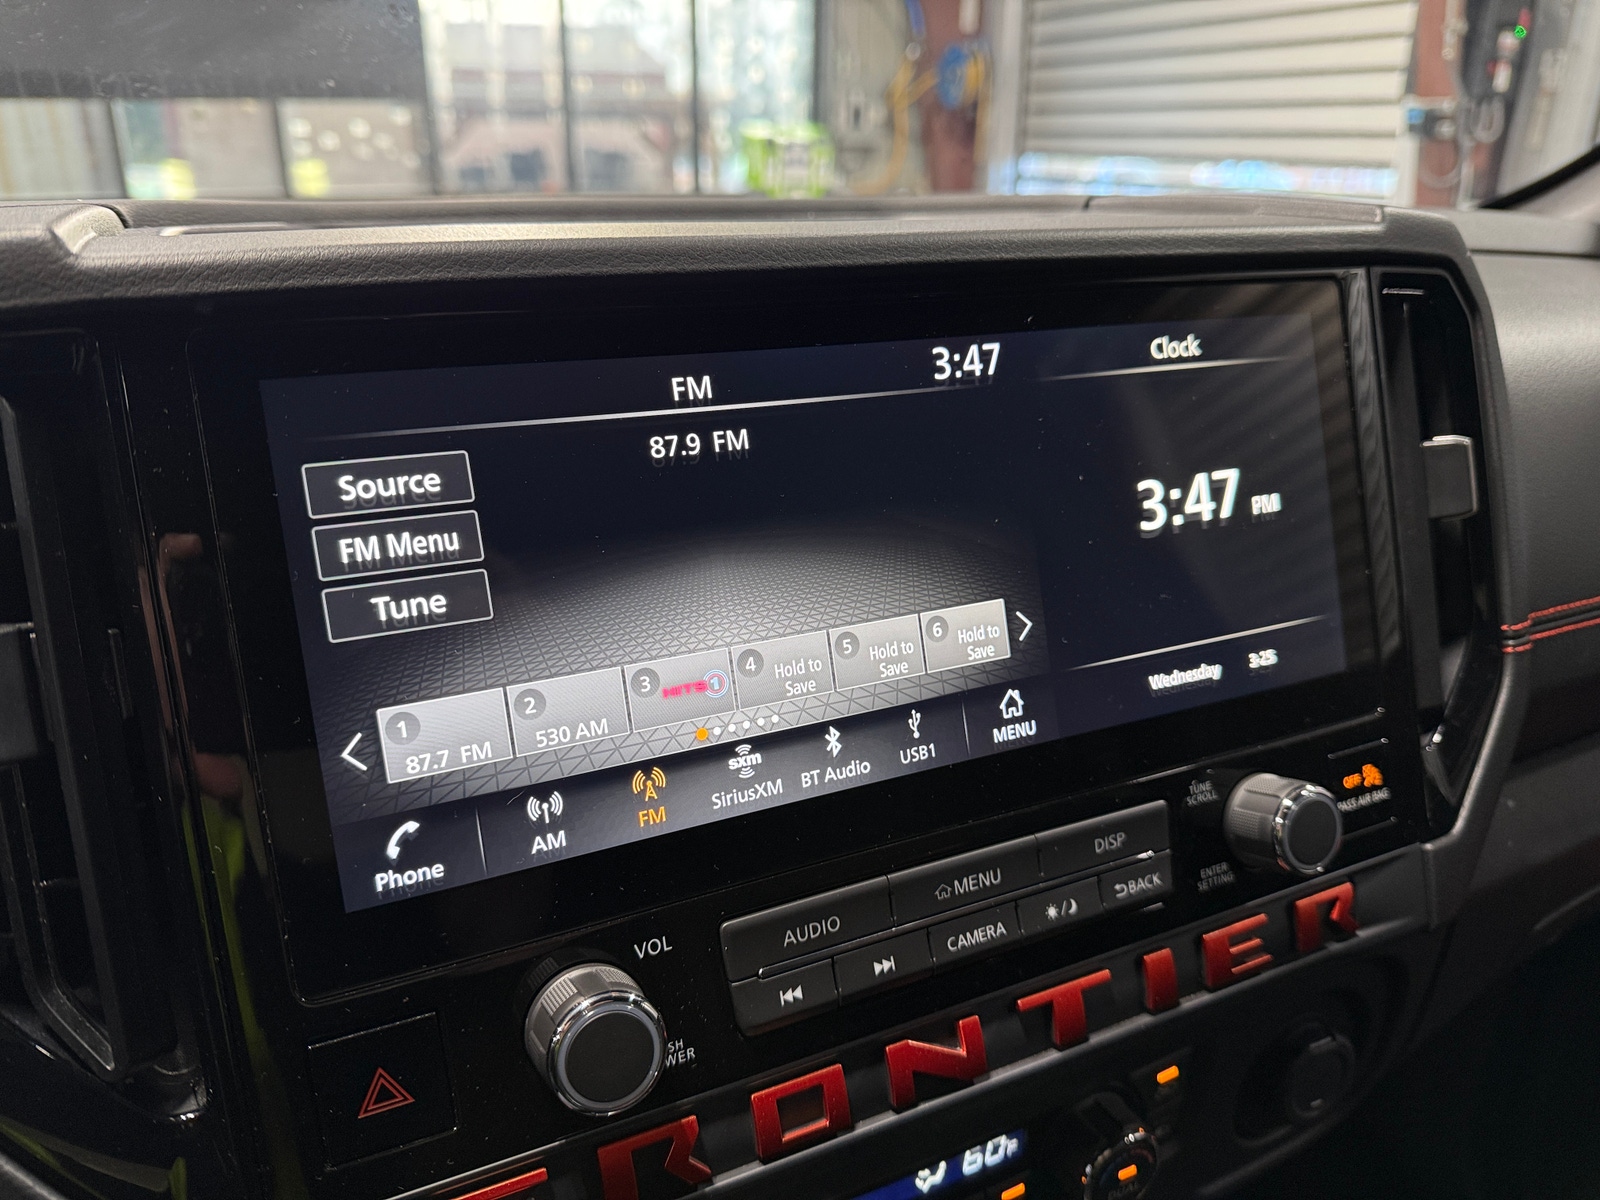 FM
3:47
Clock
87.9 FM
Source
FM Menu
Tune
3:47 PM
1
87.7 FM
2
530 AM
3
HITS1
4
Hold to
Save
5
Hold to
Save
6
Hold to
Save
Wednesday 3-25
Phone
AM
FM
sxm
SiriusXM
BT Audio
USB1
MENU
TUNE
SCROLL
OFF
PASS AIR BAG
ENTER
SETTING
VOL
AUDIO
MENU
DISP
CAMERA
BACK
FRONTIER
60°F